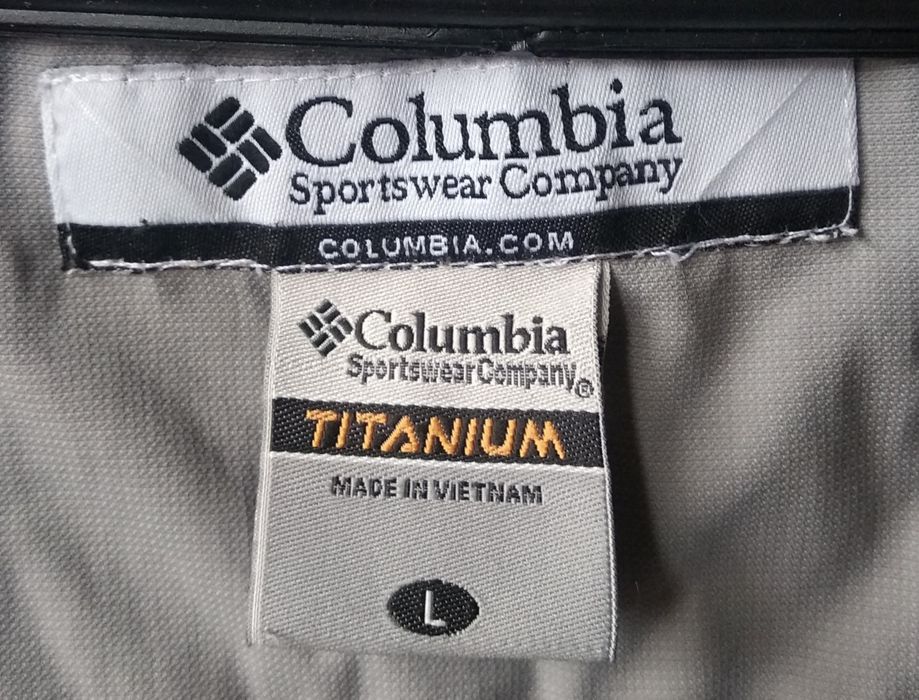 Columbia
Sportswear Company
COLUMBIA.COM
Columbia
Sportswear Company®
TITANIUM
MADE IN VIETNAM
L